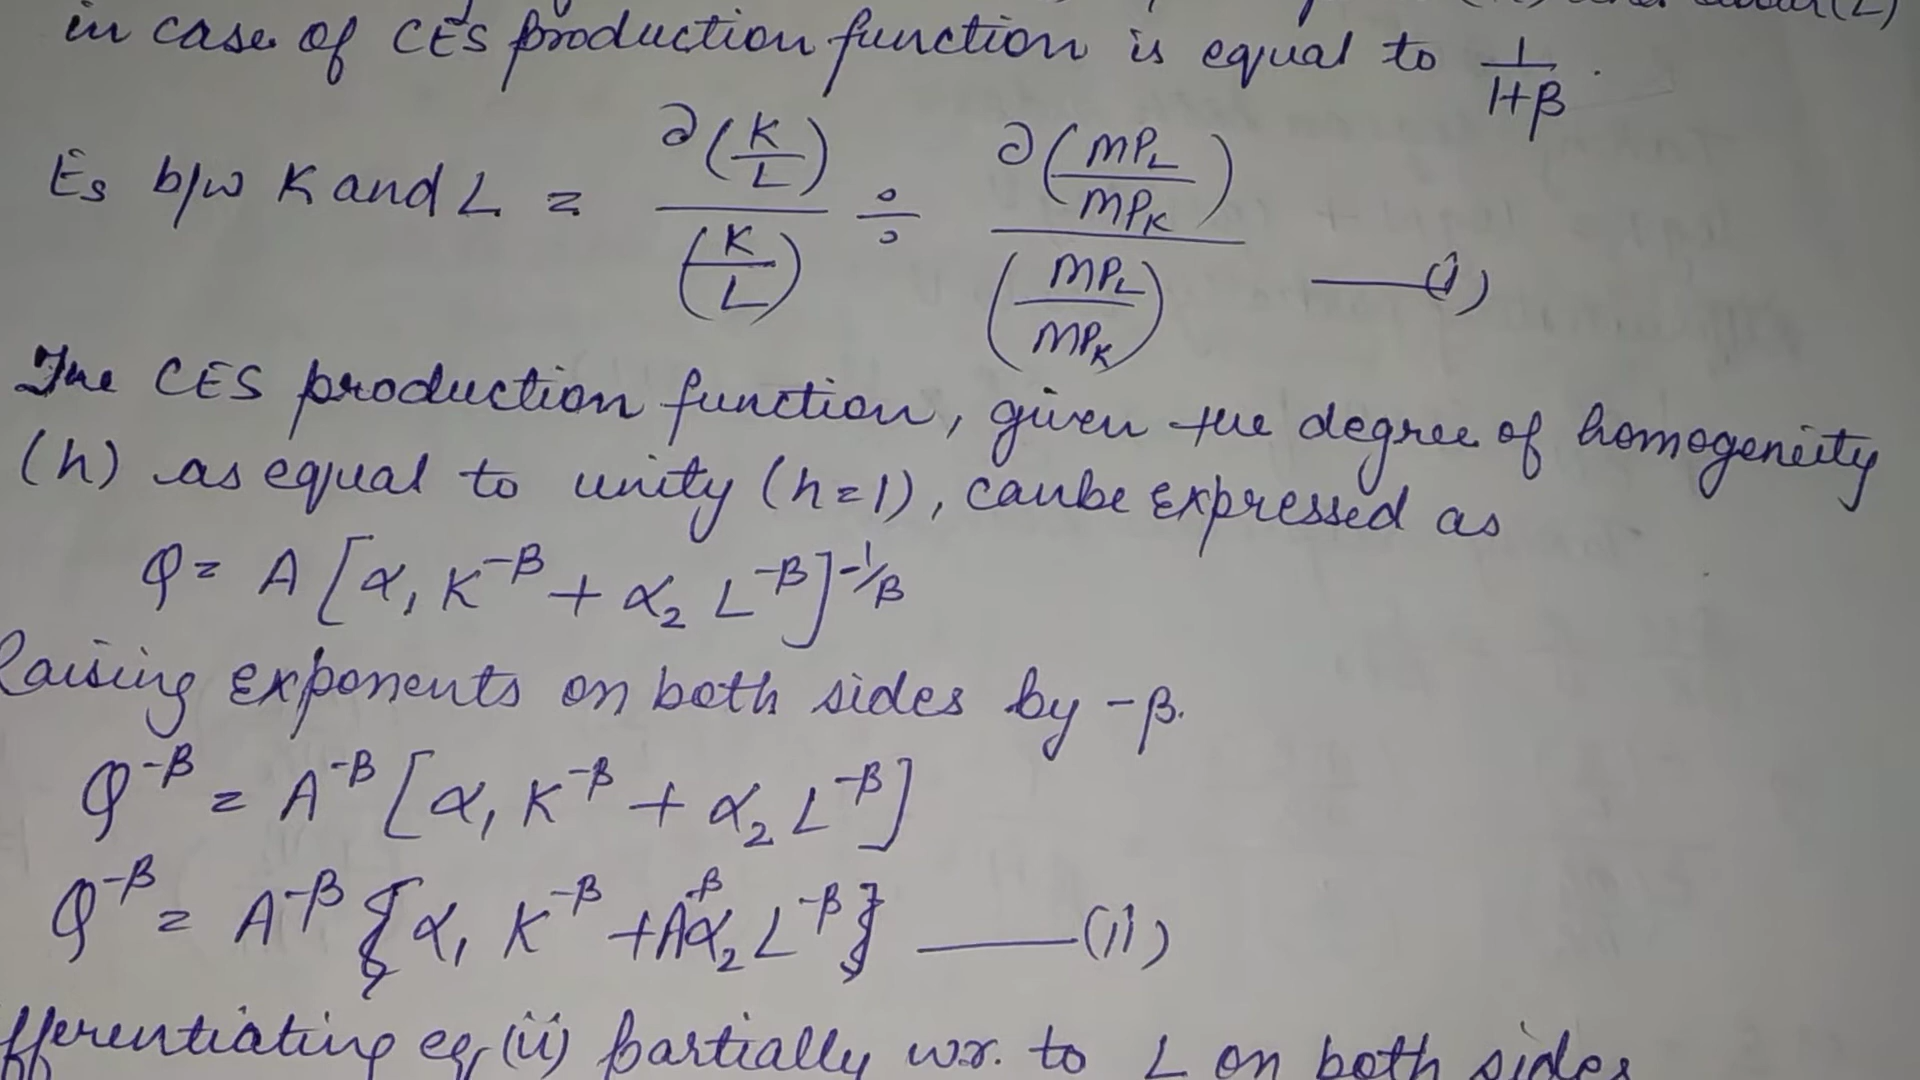 in case of CES production function is equal to 1/(1+β).
Es b/w K and L = ∂(K/L)/(K/L) ÷ ∂(MPL/MPK)/(MPL/MPK) —(i)
The CES production function, given the degree of homogeneity
(h) as equal to unity (h=1), can be expressed as
Q = A [α₁ K^-β + α₂ L^-β]^-1/β
Raising exponents on both sides by -β.
Q^-β = A^-β [α₁ K^-β + α₂ L^-β]
Q^-β = A^-β {α₁ K^-β + A^-β α₂ L^-β} —(ii)
fferentiating eq (ii) partially w.r. to L on both sides